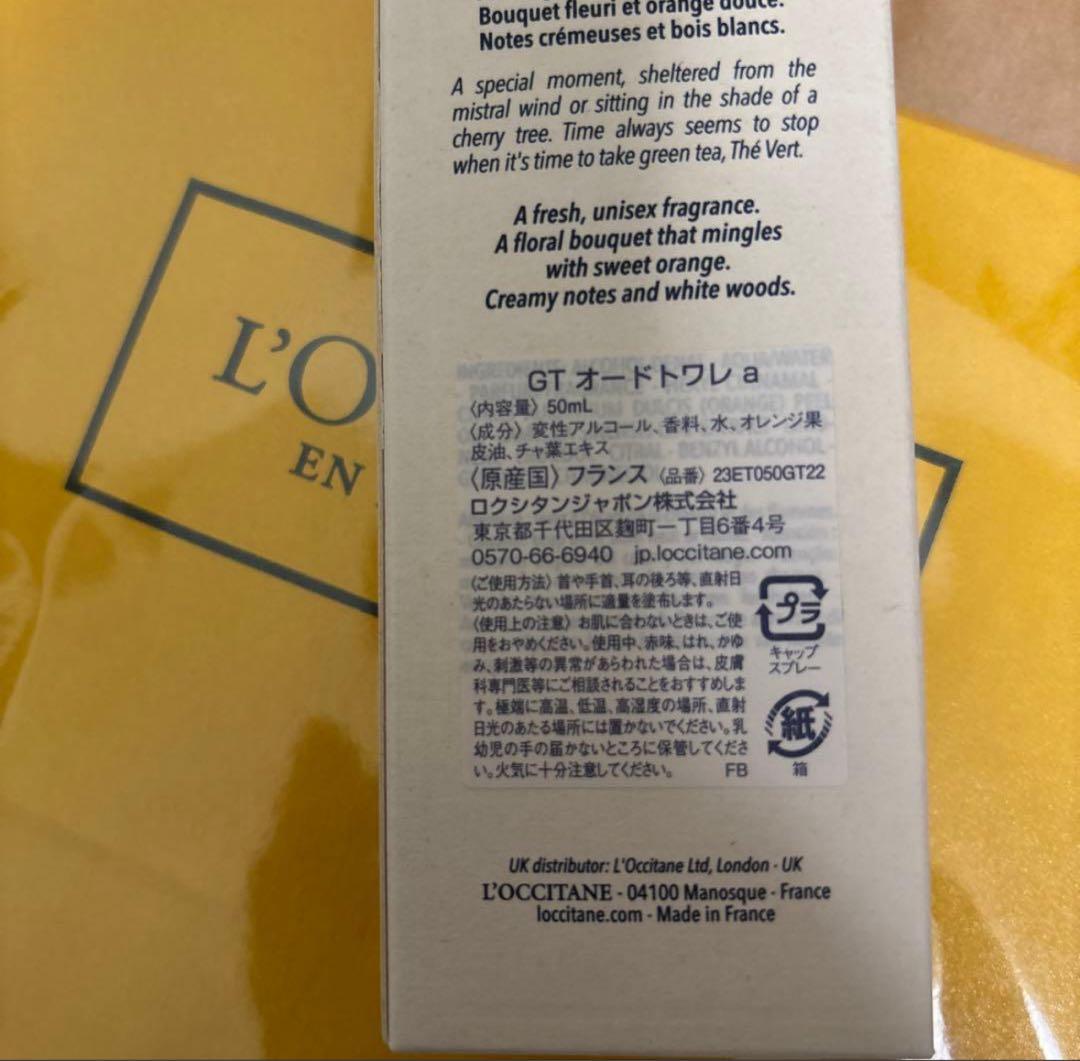 Bouquet fleuri et orange douce.
Notes crémeuses et bois blancs.
A special moment, sheltered from the
mistral wind or sitting in the shade of a
cherry tree. Time always seems to stop
when it's time to take green tea, Thé Vert.
A fresh, unisex fragrance.
A floral bouquet that mingles
with sweet orange.
Creamy notes and white woods.
L'O
EN
GT オードトワレ a
〈内容量〉50mL
〈成分〉変性アルコール、香料、水、オレンジ果
皮油、チャ葉エキス
〈原産国〉フランス〈品番〉23ET050GT22
ロクシタンジャポン株式会社
東京都千代田区麹町一丁目6番4号
0570-66-6940 jp.loccitane.com
〈ご使用方法〉首や手首、耳の後ろ等、直射日
光のあたらない場所に適量を塗布します。
〈使用上の注意〉お肌に合わないときは、ご使
用をおやめください。使用中、赤味、はれ、かゆ
み、刺激等の異常があらわれた場合は、皮膚
科専門医等にご相談されることをおすすめしま
す。極端に高温、低温、高湿度の場所、直射
日光のあたる場所には置かないでください。乳
幼児の手の届かないところに保管してくださ
い。火気に十分注意してください。 FB
プラ
キャップ
スプレー
紙
箱
UK distributor: L'Occitane Ltd, London - UK
L'OCCITANE - 04100 Manosque - France
loccitane.com - Made in France